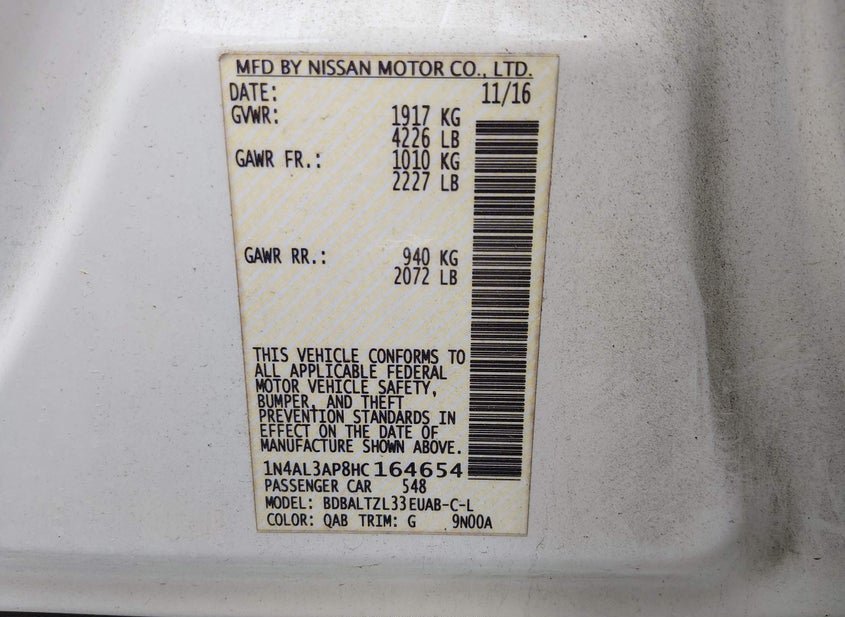 MFD BY NISSAN MOTOR CO., LTD.
DATE: 11/16
GVWR: 1917 KG
4226 LB
GAWR FR.: 1010 KG
2227 LB
GAWR RR.: 940 KG
2072 LB
THIS VEHICLE CONFORMS TO
ALL APPLICABLE FEDERAL
MOTOR VEHICLE SAFETY,
BUMPER, AND THEFT
PREVENTION STANDARDS IN
EFFECT ON THE DATE OF
MANUFACTURE SHOWN ABOVE.
1N4AL3AP8HC164654
PASSENGER CAR 548
MODEL: BDBALTZL33EUAB-C-L
COLOR: QAB TRIM: G 9N00A